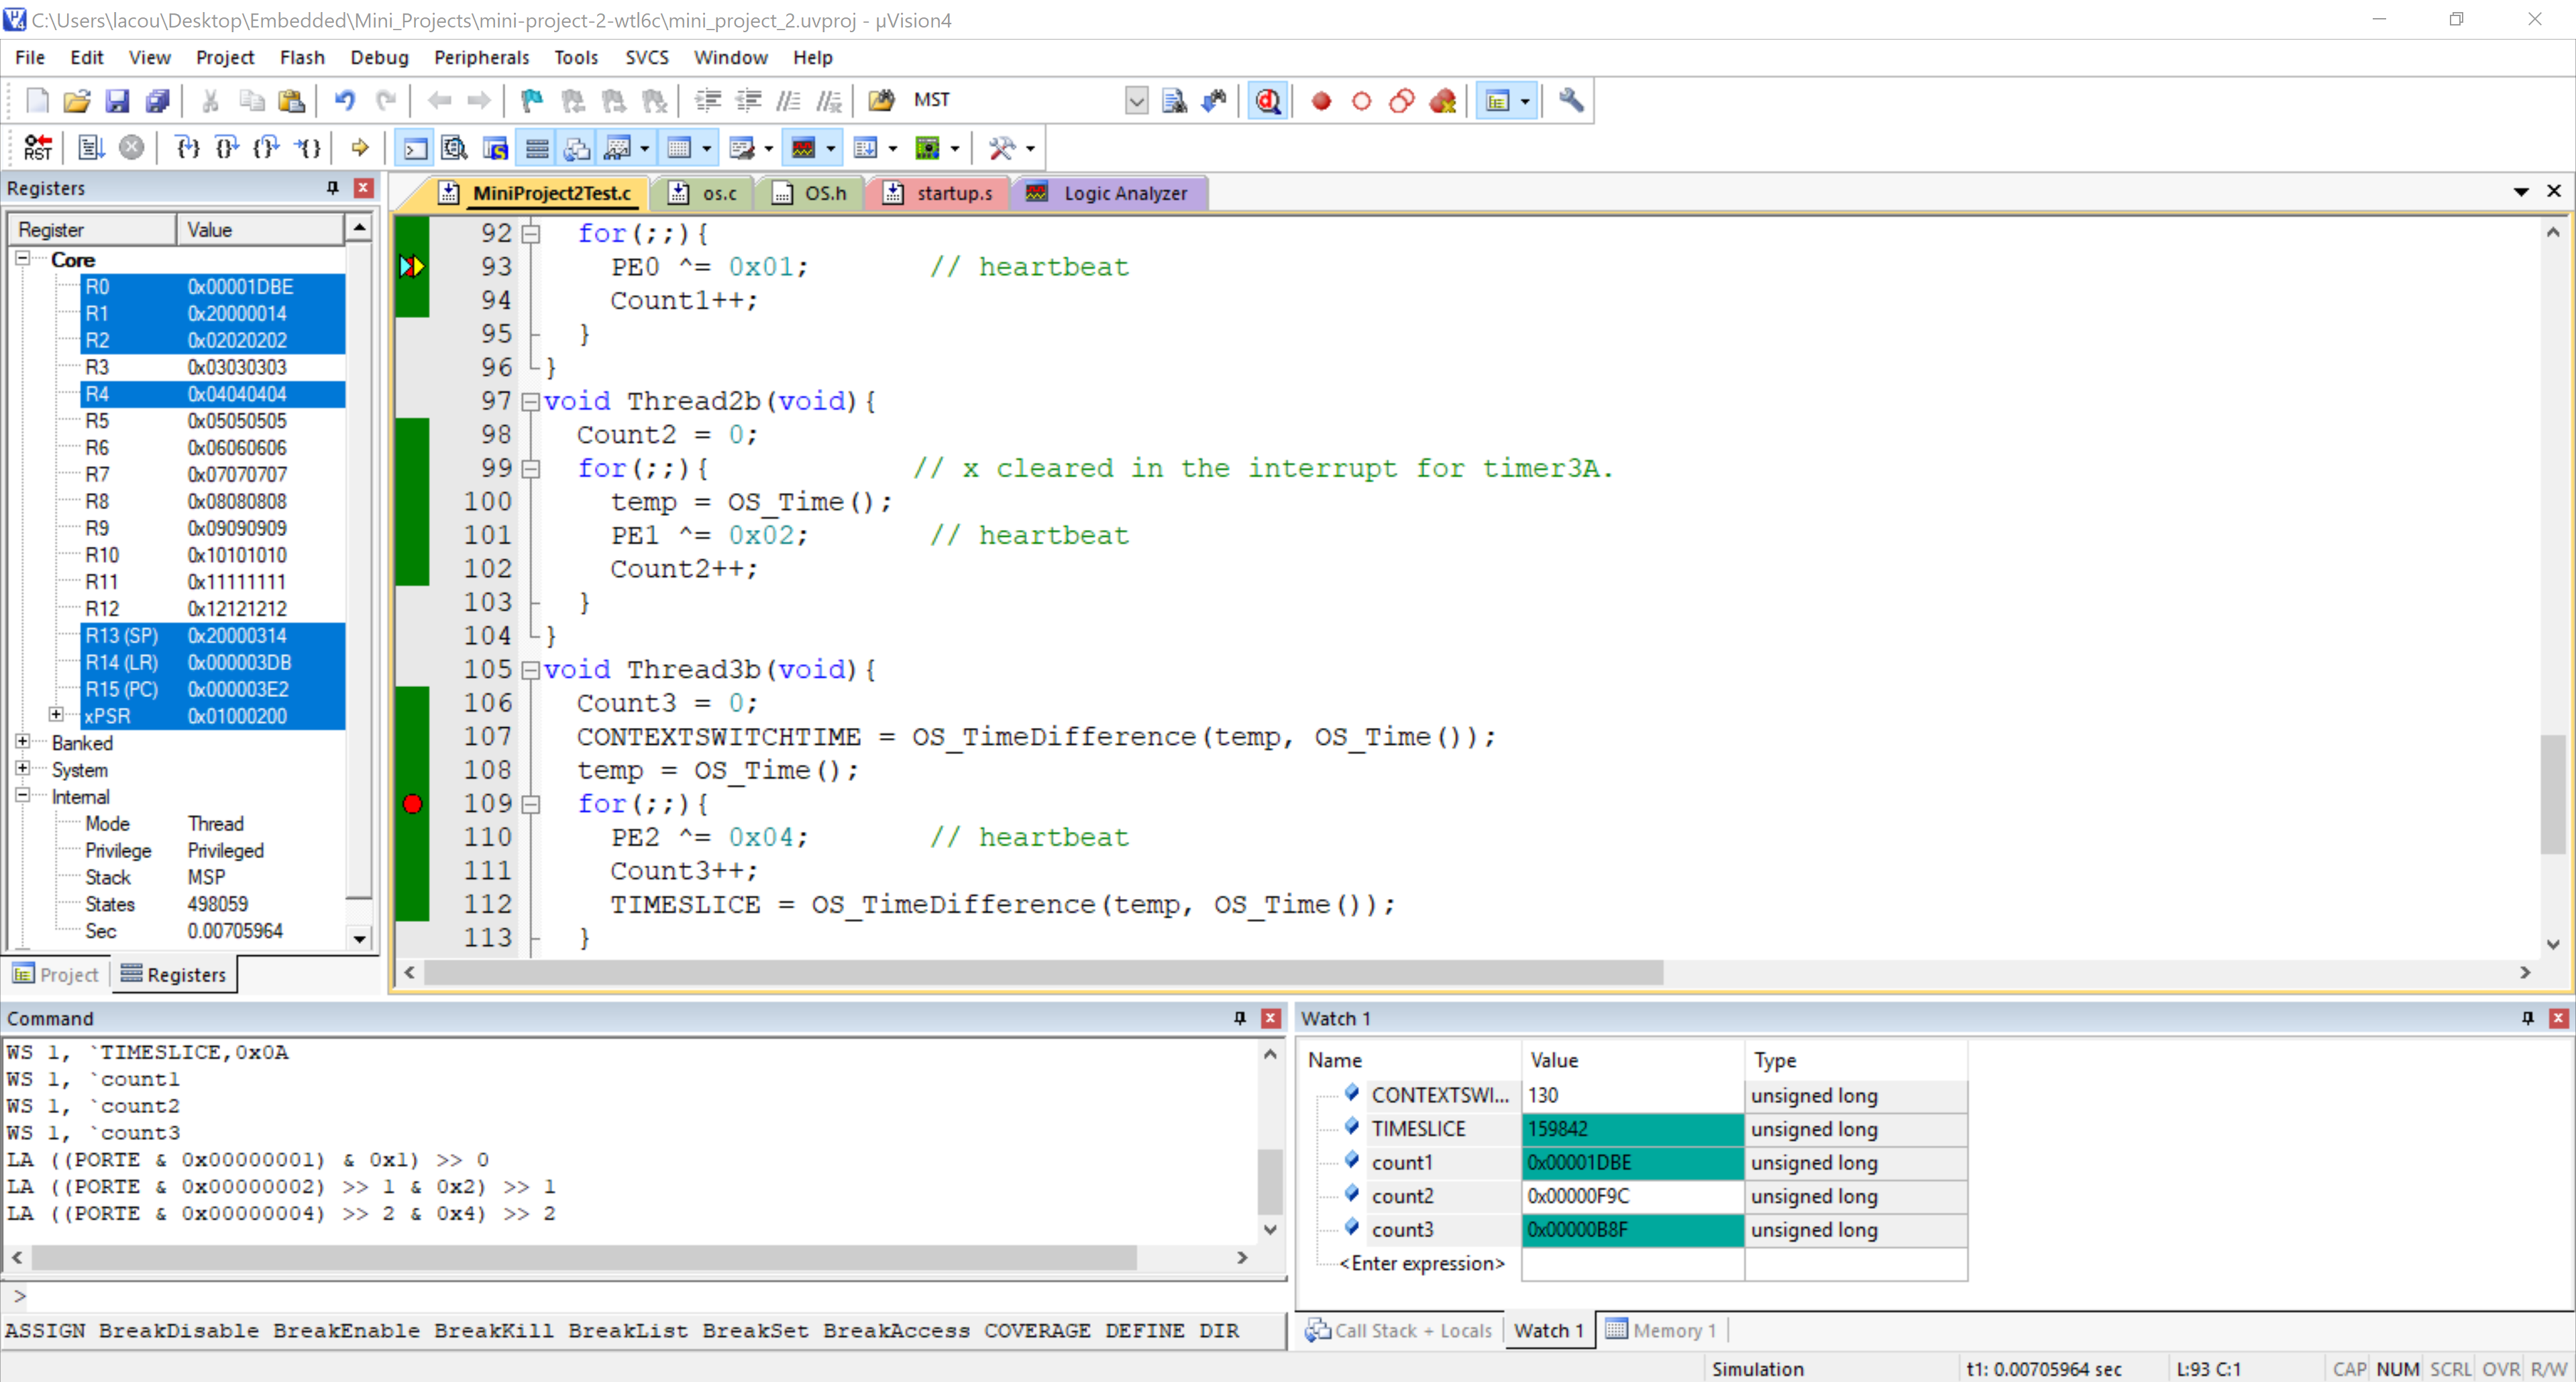 C:\Users\lacou\Desktop\Embedded\Mini_Projects\mini-project-2-wtl6c\mini_project_2.uvproj - µVision4
File Edit View Project Flash Debug Peripherals Tools SVCS Window Help
MST
RST
Registers
MiniProject2Test.c os.c OS.h startup.s Logic Analyzer
Register Value
Core
R0 0x00001DBE
R1 0x20000014
R2 0x02020202
R3 0x03030303
R4 0x04040404
R5 0x05050505
R6 0x06060606
R7 0x07070707
R8 0x08080808
R9 0x09090909
R10 0x10101010
R11 0x11111111
R12 0x12121212
R13 (SP) 0x20000314
R14 (LR) 0x000003DB
R15 (PC) 0x000003E2
xPSR 0x01000200
Banked
System
Internal
Mode Thread
Privilege Privileged
Stack MSP
States 498059
Sec 0.00705964
Project Registers
92 for(;;){
93 PE0 ^= 0x01; // heartbeat
94 Count1++;
95 }
96 }
97 void Thread2b(void){
98 Count2 = 0;
99 for(;;){ // x cleared in the interrupt for timer3A.
100 temp = OS_Time();
101 PE1 ^= 0x02; // heartbeat
102 Count2++;
103 }
104 }
105 void Thread3b(void){
106 Count3 = 0;
107 CONTEXTSWITCHTIME = OS_TimeDifference(temp, OS_Time());
108 temp = OS_Time();
109 for(;;){
110 PE2 ^= 0x04; // heartbeat
111 Count3++;
112 TIMESLICE = OS_TimeDifference(temp, OS_Time());
113 }
Command
WS 1, `TIMESLICE,0x0A
WS 1, `count1
WS 1, `count2
WS 1, `count3
LA ((PORTE & 0x00000001) & 0x1) >> 0
LA ((PORTE & 0x00000002) >> 1 & 0x2) >> 1
LA ((PORTE & 0x00000004) >> 2 & 0x4) >> 2
>
ASSIGN BreakDisable BreakEnable BreakKill BreakList BreakSet BreakAccess COVERAGE DEFINE DIR
Watch 1
Name Value Type
CONTEXTSWI... 130 unsigned long
TIMESLICE 159842 unsigned long
count1 0x00001DBE unsigned long
count2 0x00000F9C unsigned long
count3 0x00000B8F unsigned long
<Enter expression>
Call Stack + Locals Watch 1 Memory 1
Simulation t1: 0.00705964 sec L:93 C:1 CAP NUM SCRL OVR R/W